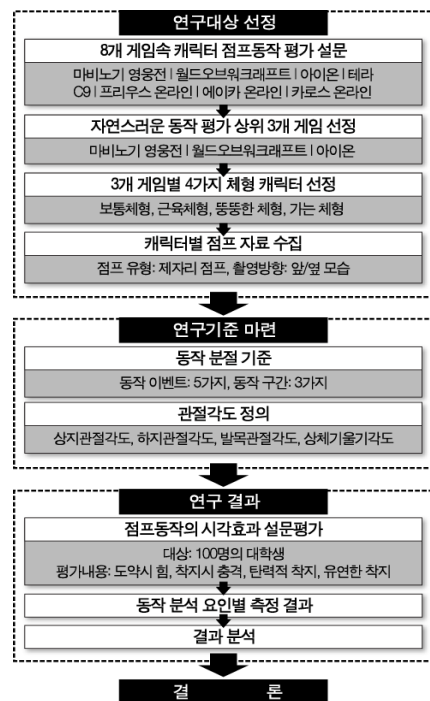 연구대상 선정
8개 게임속 캐릭터 점프동작 평가 설문
마비노기 영웅전 | 월드오브워크래프트 | 아이온 | 테라
C9 | 프리우스 온라인 | 에이카 온라인 | 카로스 온라인
자연스러운 동작 평가 상위 3개 게임 선정
마비노기 영웅전 | 월드오브워크래프트 | 아이온
3개 게임별 4가지 체형 캐릭터 선정
보통체형, 근육체형, 뚱뚱한 체형, 가는 체형
캐릭터별 점프 자료 수집
점프 유형: 제자리 점프, 촬영방향: 앞/옆 모습
연구기준 마련
동작 분절 기준
동작 이벤트: 5가지, 동작 구간: 3가지
관절각도 정의
상지관절각도, 하지관절각도, 발목관절각도, 상체기울기각도
연구 결과
점프동작의 시각효과 설문평가
대상: 100명의 대학생
평가내용: 도약시 힘, 착지시 충격, 탄력적 착지, 유연한 착지
동작 분석 요인별 측정 결과
결과 분석
결 론